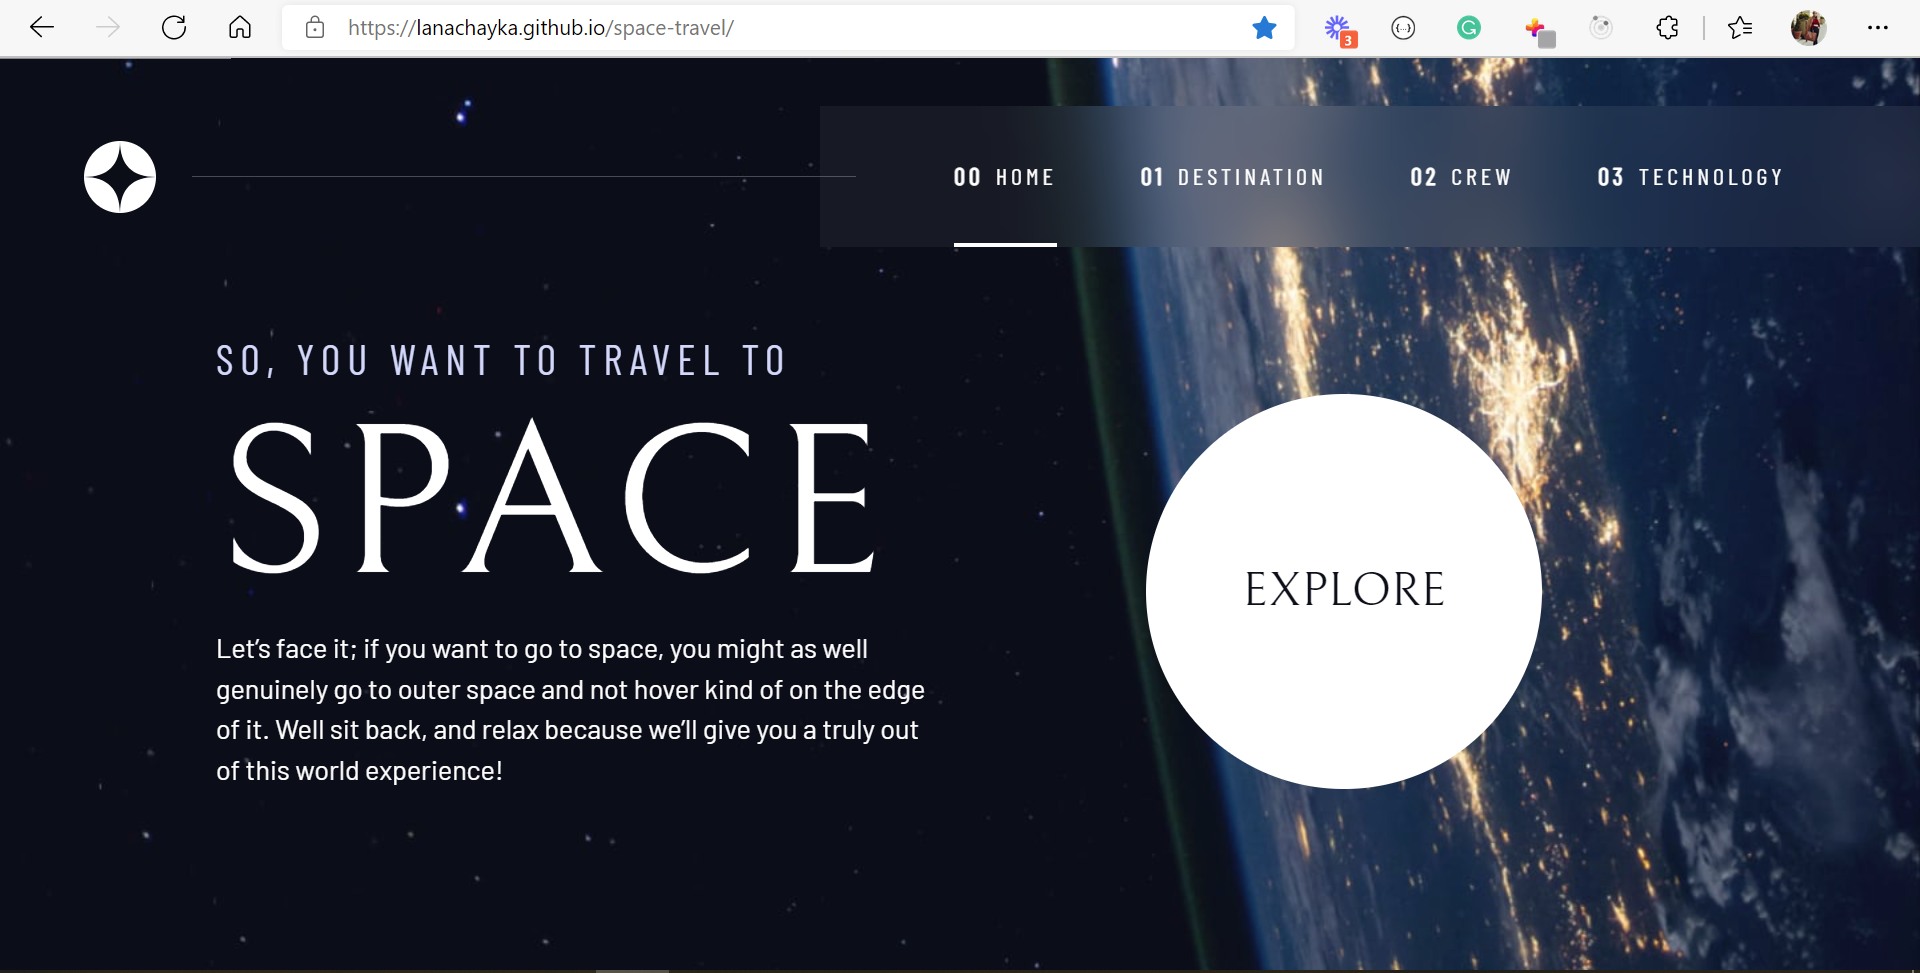 https://lanachayka.github.io/space-travel/
3
00 HOME
01 DESTINATION
02 CREW
03 TECHNOLOGY
SO, YOU WANT TO TRAVEL TO
SPACE
Let’s face it; if you want to go to space, you might as well
genuinely go to outer space and not hover kind of on the edge
of it. Well sit back, and relax because we’ll give you a truly out
of this world experience!
EXPLORE